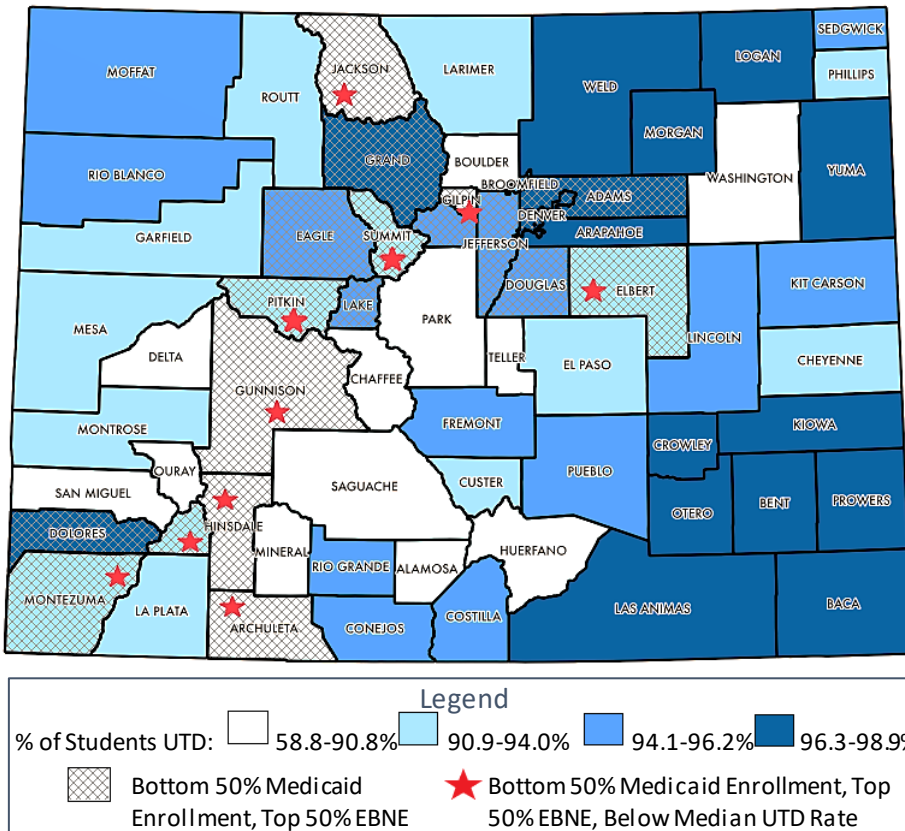 SEDGWICK
LOGAN
MOFFAT
JACKSON
LARIMER
PHILLIPS
WELD
ROUTT
MORGAN
GRAND
BOULDER
RIO BLANCO
WASHINGTON
YUMA
BROOMFIELD
GILPIN
ADAMS
DENVER
GARFIELD
EAGLE
SUMMIT
JEFFERSON
ARAPAHOE
KIT CARSON
DOUGLAS
ELBERT
PITKIN
LAKE
MESA
PARK
LINCOLN
DELTA
TELLER
CHEYENNE
EL PASO
CHAFFEE
GUNNISON
FREMONT
KIOWA
MONTROSE
CROWLEY
OURAY
PUEBLO
SAGUACHE
CUSTER
SAN MIGUEL
PROWERS
BENT
OTERO
HINSDALE
DOLORES
MINERAL
HUERFANO
RIO GRANDE
ALAMOSA
MONTEZUMA
LA PLATA
LAS ANIMAS
BACA
COSTILLA
ARCHULETA
CONEJOS
Legend
% of Students UTD: 58.8-90.8% 90.9-94.0% 94.1-96.2% 96.3-98.9%
Bottom 50% Medicaid
Enrollment, Top 50% EBNE
Bottom 50% Medicaid Enrollment, Top
50% EBNE, Below Median UTD Rate